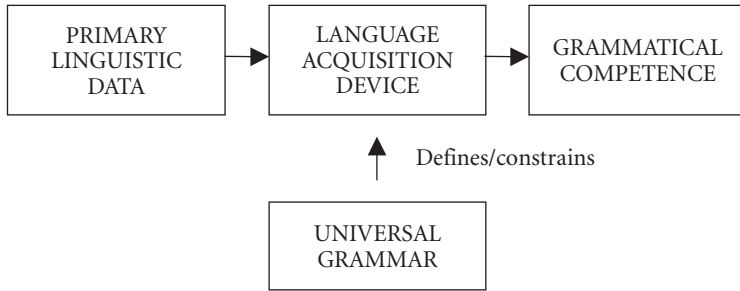 PRIMARY
LINGUISTIC
DATA
LANGUAGE
ACQUISITION
DEVICE
GRAMMATICAL
COMPETENCE
Defines/constrains
UNIVERSAL
GRAMMAR